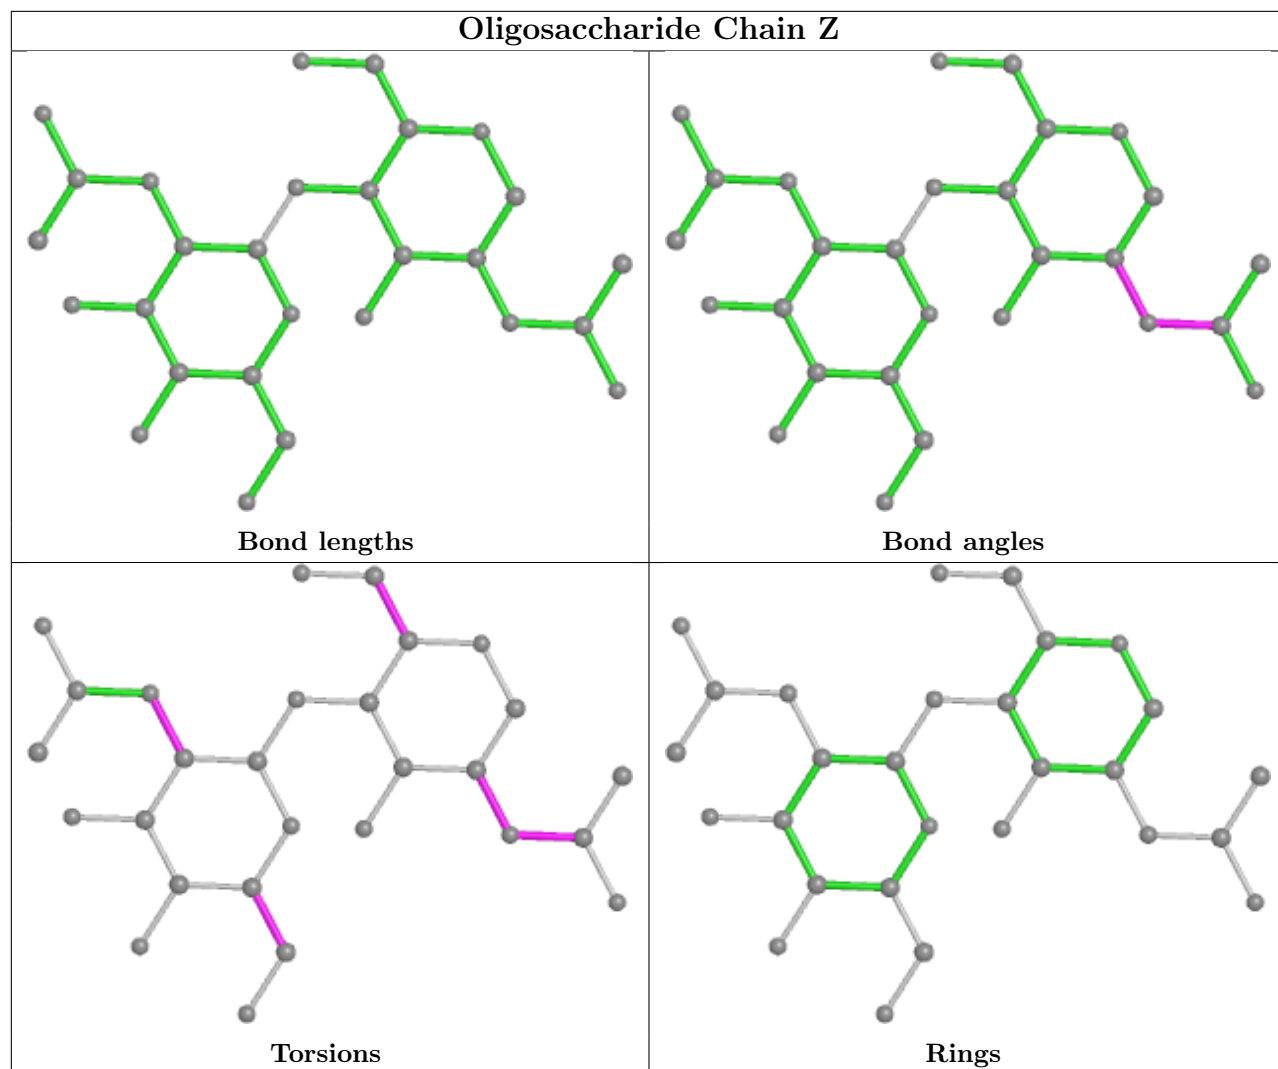 Oligosaccharide Chain Z
Bond lengths
Bond angles
Torsions
Rings